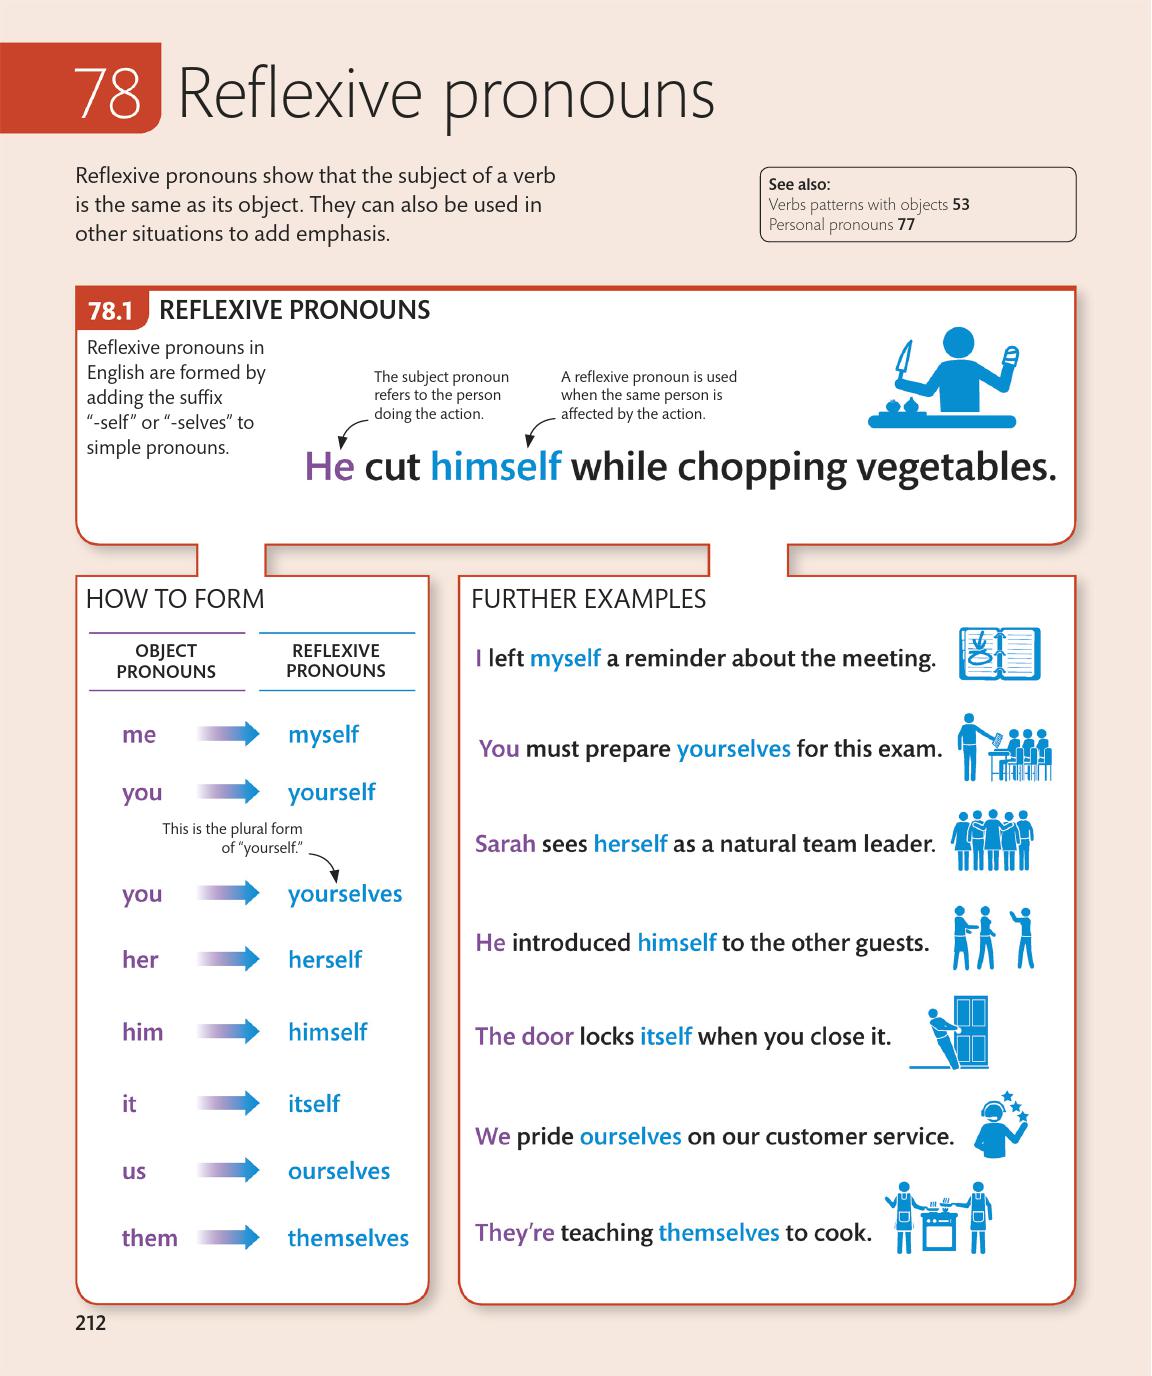 78 Reflexive pronouns
Reflexive pronouns show that the subject of a verb
is the same as its object. They can also be used in
other situations to add emphasis.
See also:
Verbs patterns with objects 53
Personal pronouns 77
78.1 REFLEXIVE PRONOUNS
Reflexive pronouns in
English are formed by
adding the suffix
“-self” or “-selves” to
simple pronouns.
The subject pronoun
refers to the person
doing the action.
A reflexive pronoun is used
when the same person is
affected by the action.
He cut himself while chopping vegetables.
HOW TO FORM
OBJECT
PRONOUNS
REFLEXIVE
PRONOUNS
me myself
you yourself
This is the plural form
of “yourself.”
you yourselves
her herself
him himself
it itself
us ourselves
them themselves
FURTHER EXAMPLES
I left myself a reminder about the meeting.
You must prepare yourselves for this exam.
Sarah sees herself as a natural team leader.
He introduced himself to the other guests.
The door locks itself when you close it.
We pride ourselves on our customer service.
They’re teaching themselves to cook.
212